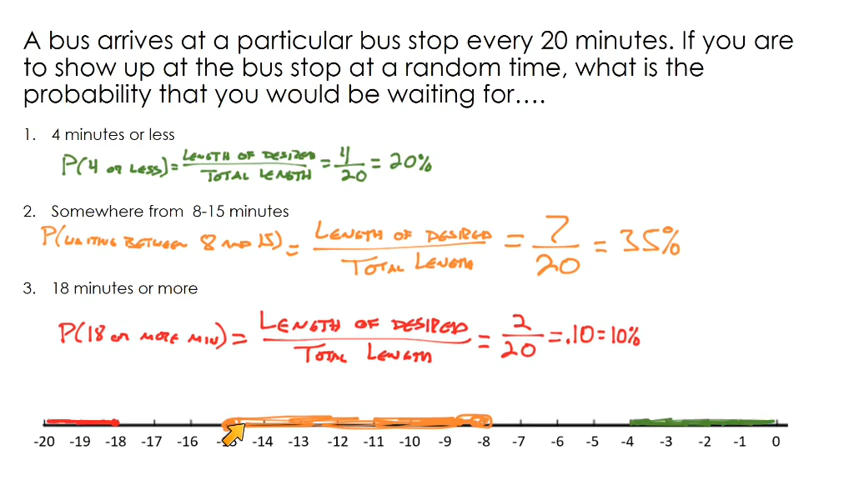 A bus arrives at a particular bus stop every 20 minutes. If you are
to show up at the bus stop at a random time, what is the
probability that you would be waiting for....
1. 4 minutes or less
P(4 or Less) = LENGTH OF DESIRED / TOTAL LENGTH = 4/20 = 20%
2. Somewhere from 8-15 minutes
P(WAITING BETWEEN 8 AND 15) = LENGTH OF DESIRED / TOTAL LENGTH = 7/20 = 35%
3. 18 minutes or more
P(18 or MORE MIN) = LENGTH OF DESIRED / TOTAL LENGTH = 2/20 = .10 = 10%
-20 -19 -18 -17 -16 -14 -13 -12 -11 -10 -9 -8 -7 -6 -5 -4 -3 -2 -1 0